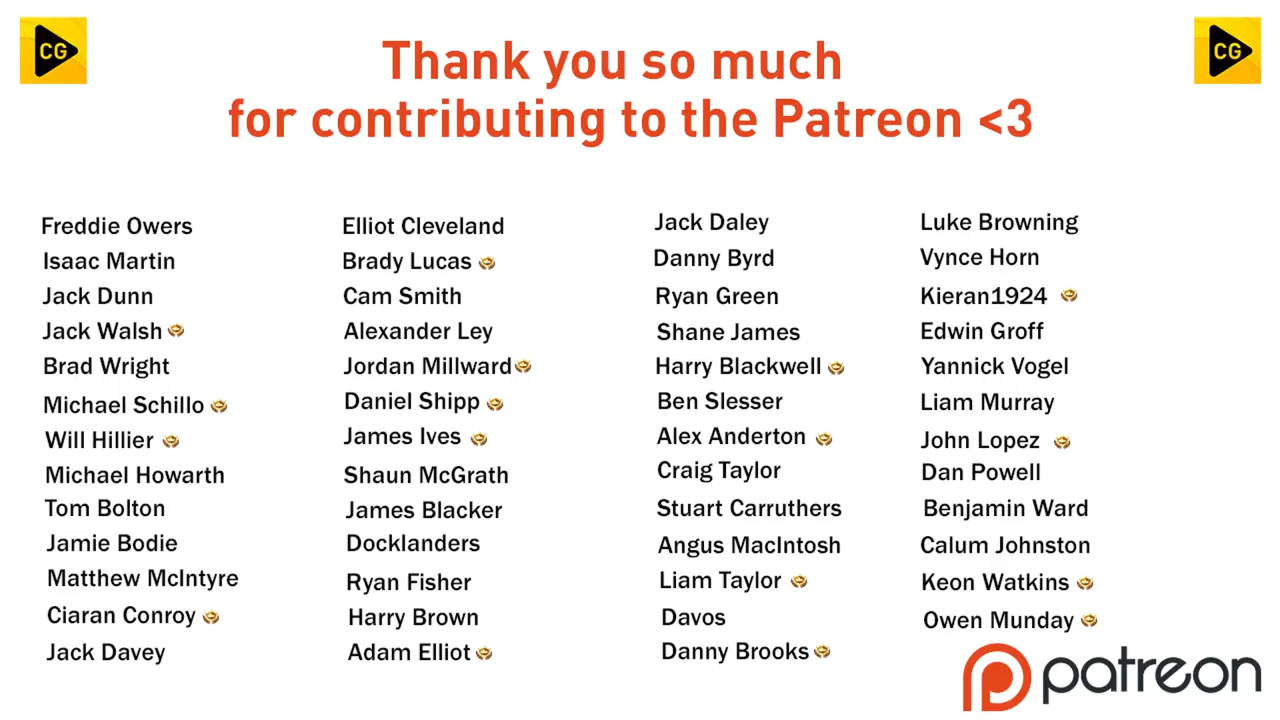 CG
CG
Thank you so much
for contributing to the Patreon <3
Freddie Owers
Isaac Martin
Jack Dunn
Jack Walsh
Brad Wright
Michael Schillo
Will Hillier
Michael Howarth
Tom Bolton
Jamie Bodie
Matthew McIntyre
Ciaran Conroy
Jack Davey
Elliot Cleveland
Brady Lucas
Cam Smith
Alexander Ley
Jordan Millward
Daniel Shipp
James Ives
Shaun McGrath
James Blacker
Docklanders
Ryan Fisher
Harry Brown
Adam Elliot
Jack Daley
Danny Byrd
Ryan Green
Shane James
Harry Blackwell
Ben Slesser
Alex Anderton
Craig Taylor
Stuart Carruthers
Angus MacIntosh
Liam Taylor
Davos
Danny Brooks
Luke Browning
Vynce Horn
Kieran1924
Edwin Groff
Yannick Vogel
Liam Murray
John Lopez
Dan Powell
Benjamin Ward
Calum Johnston
Keon Watkins
Owen Munday
patreon